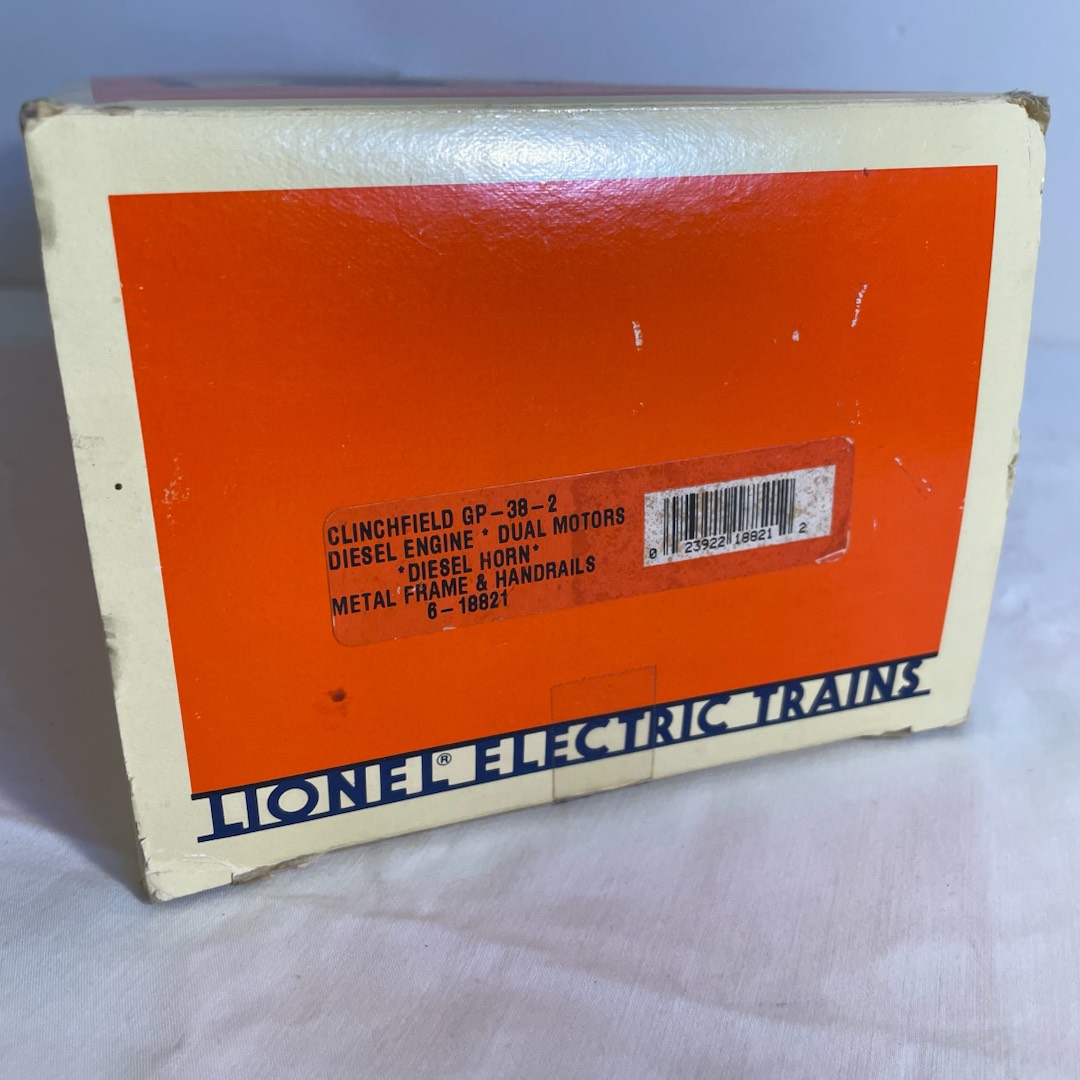 CLINCHFIELD GP-38-2
DIESEL ENGINE * DUAL MOTORS
*DIESEL HORN*
METAL FRAME & HANDRAILS
6-18821
0 23922 18821 2
LIONEL® ELECTRIC TRAINS